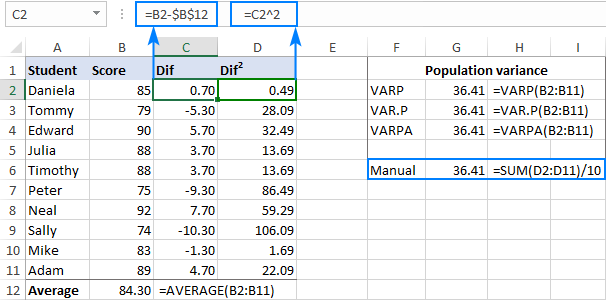 C2 =B2-$B$12 =C2^2
A B C D E F G H I
1 Student Score Dif Dif² Population variance
2 Daniela 85 0.70 0.49 VARP 36.41 =VARP(B2:B11)
3 Tommy 79 -5.30 28.09 VAR.P 36.41 =VAR.P(B2:B11)
4 Edward 90 5.70 32.49 VARPA 36.41 =VARPA(B2:B11)
5 Julia 88 3.70 13.69
6 Timothy 88 3.70 13.69 Manual 36.41 =SUM(D2:D11)/10
7 Peter 75 -9.30 86.49
8 Neal 92 7.70 59.29
9 Sally 74 -10.30 106.09
10 Mike 83 -1.30 1.69
11 Adam 89 4.70 22.09
12 Average 84.30 =AVERAGE(B2:B11)